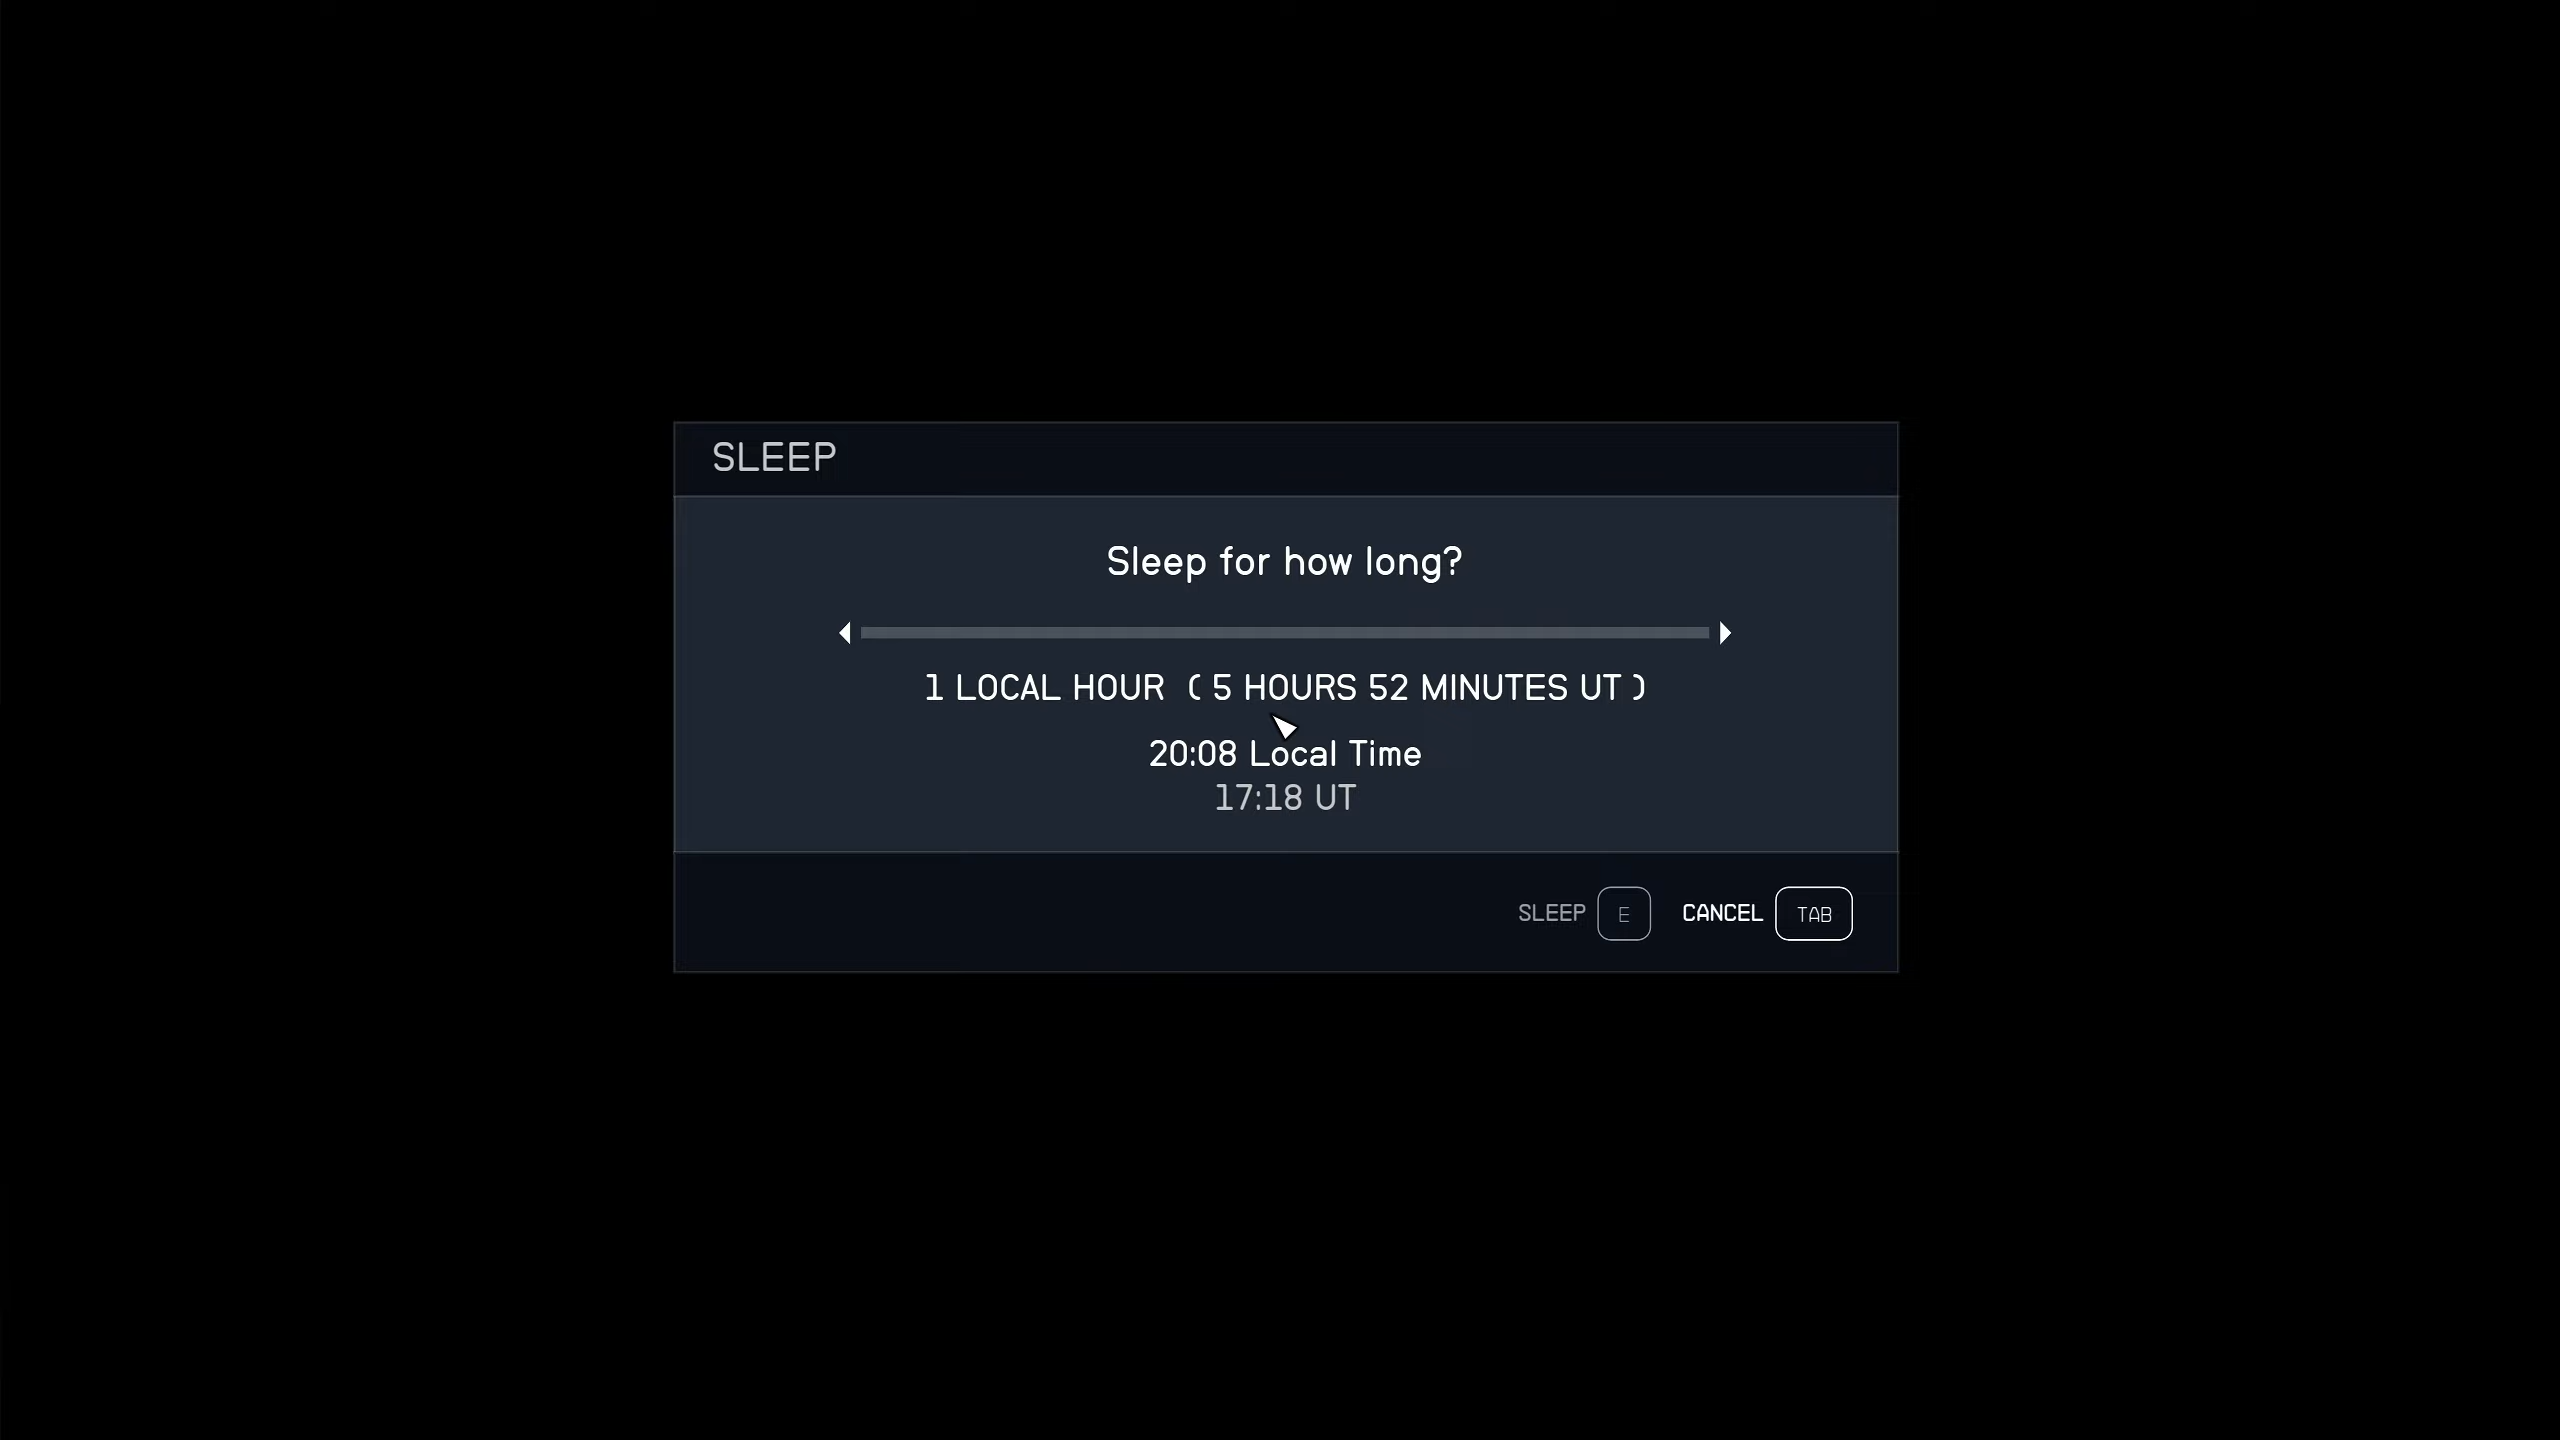 SLEEP
Sleep for how long?
1 LOCAL HOUR ( 5 HOURS 52 MINUTES UT )
20:08 Local Time
17:18 UT
SLEEP E CANCEL TAB